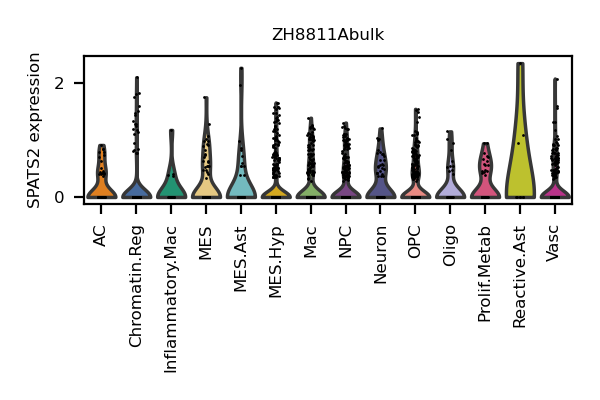 ZH8811Abulk
SPATS2 expression
2
0
AC
Chromatin.Reg
Inflammatory.Mac
MES
MES.Ast
MES.Hyp
Mac
NPC
Neuron
OPC
Oligo
Prolif.Metab
Reactive.Ast
Vasc